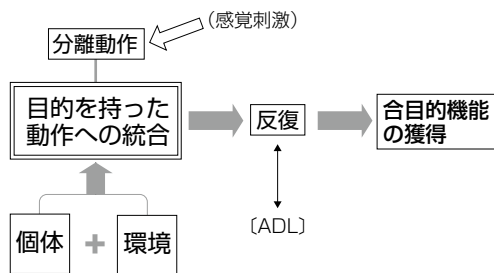 (感覚刺激)
分離動作
目的を持った
動作への統合
反復
合目的機能
の獲得
〔ADL〕
個体 + 環境